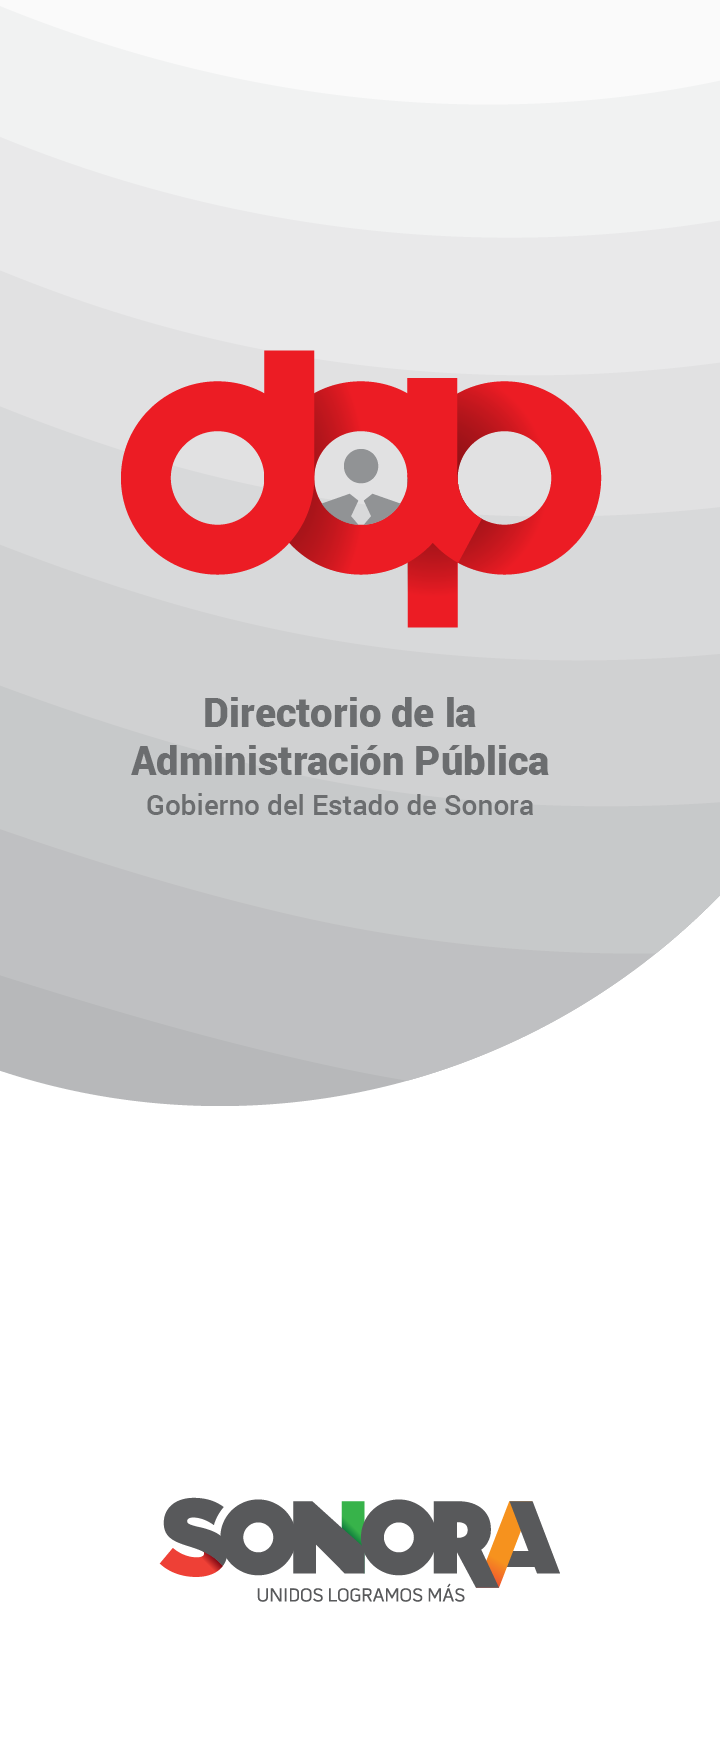 dap
Directorio de la
Administración Pública
Gobierno del Estado de Sonora
SONORA
UNIDOS LOGRAMOS MÁS